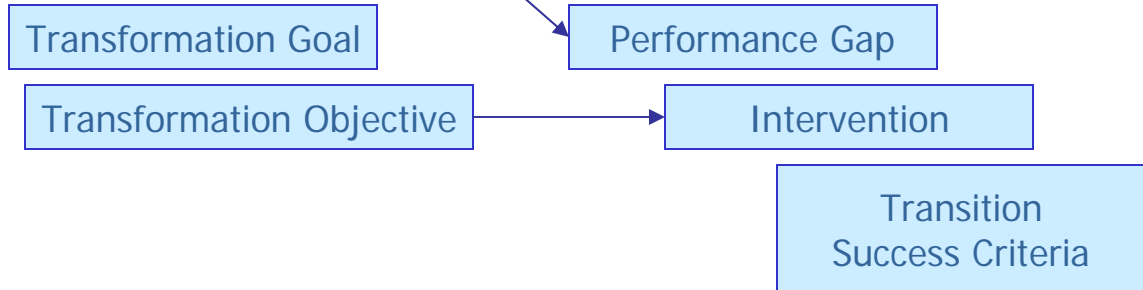 Transformation Goal
Performance Gap
Transformation Objective
Intervention
Transition
Success Criteria